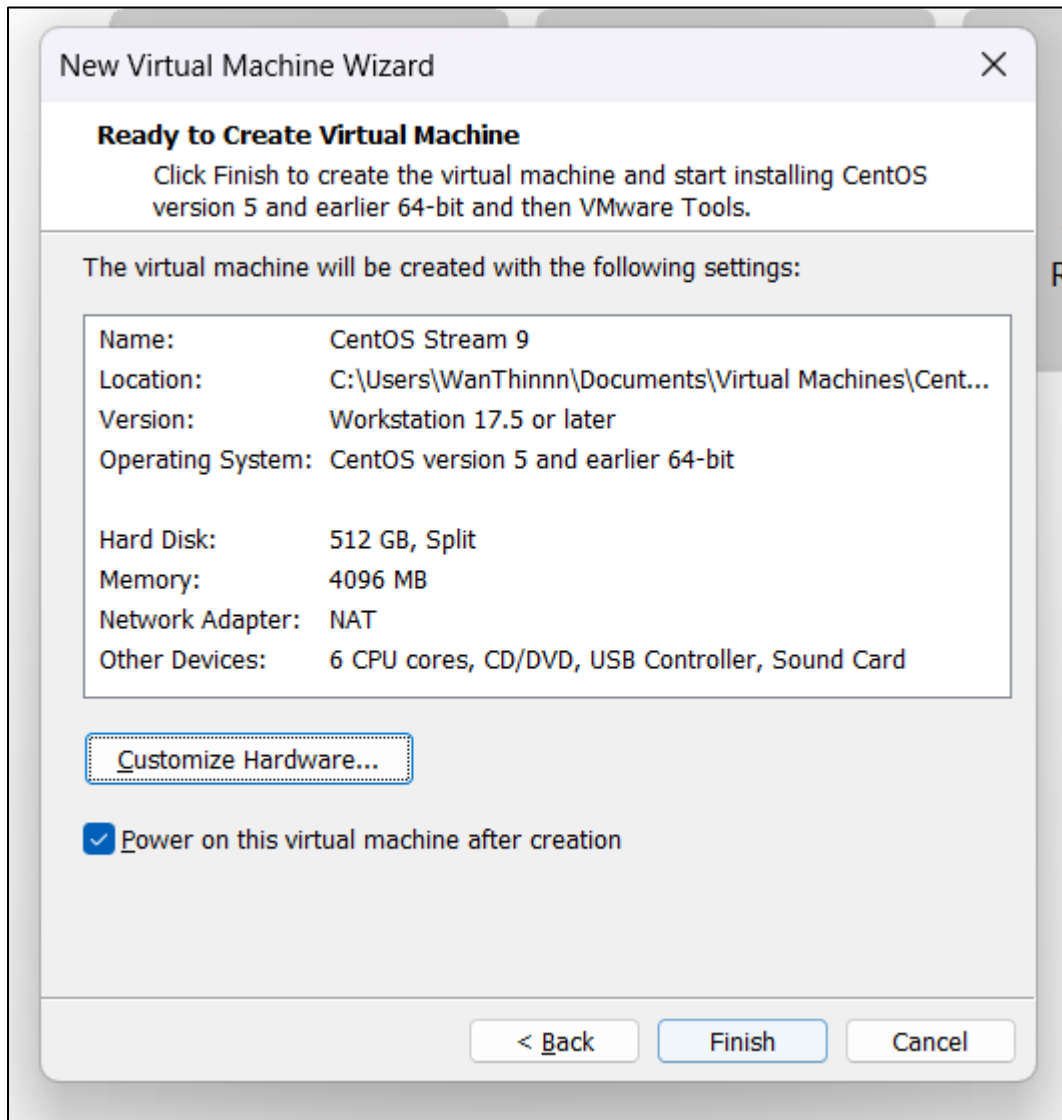 New Virtual Machine Wizard
Ready to Create Virtual Machine
Click Finish to create the virtual machine and start installing CentOS
version 5 and earlier 64-bit and then VMware Tools.
The virtual machine will be created with the following settings:
Name: CentOS Stream 9
Location: C:\Users\WanThinnn\Documents\Virtual Machines\Cent...
Version: Workstation 17.5 or later
Operating System: CentOS version 5 and earlier 64-bit
Hard Disk: 512 GB, Split
Memory: 4096 MB
Network Adapter: NAT
Other Devices: 6 CPU cores, CD/DVD, USB Controller, Sound Card
Customize Hardware...
Power on this virtual machine after creation
< Back Finish Cancel